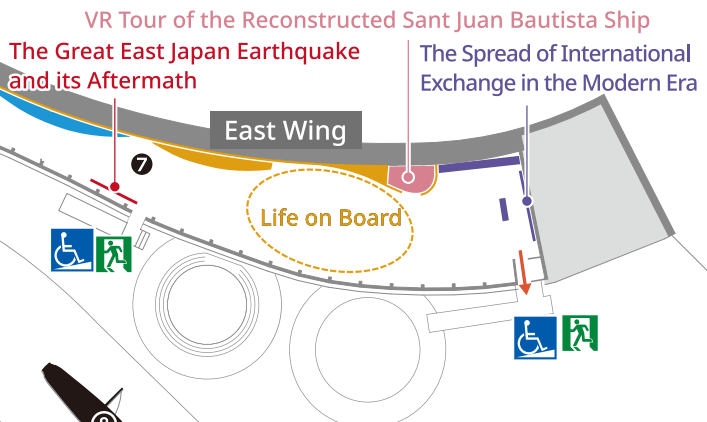 VR Tour of the Reconstructed Sant Juan Bautista Ship
The Great East Japan Earthquake
and its Aftermath
The Spread of International
Exchange in the Modern Era
East Wing
7
Life on Board